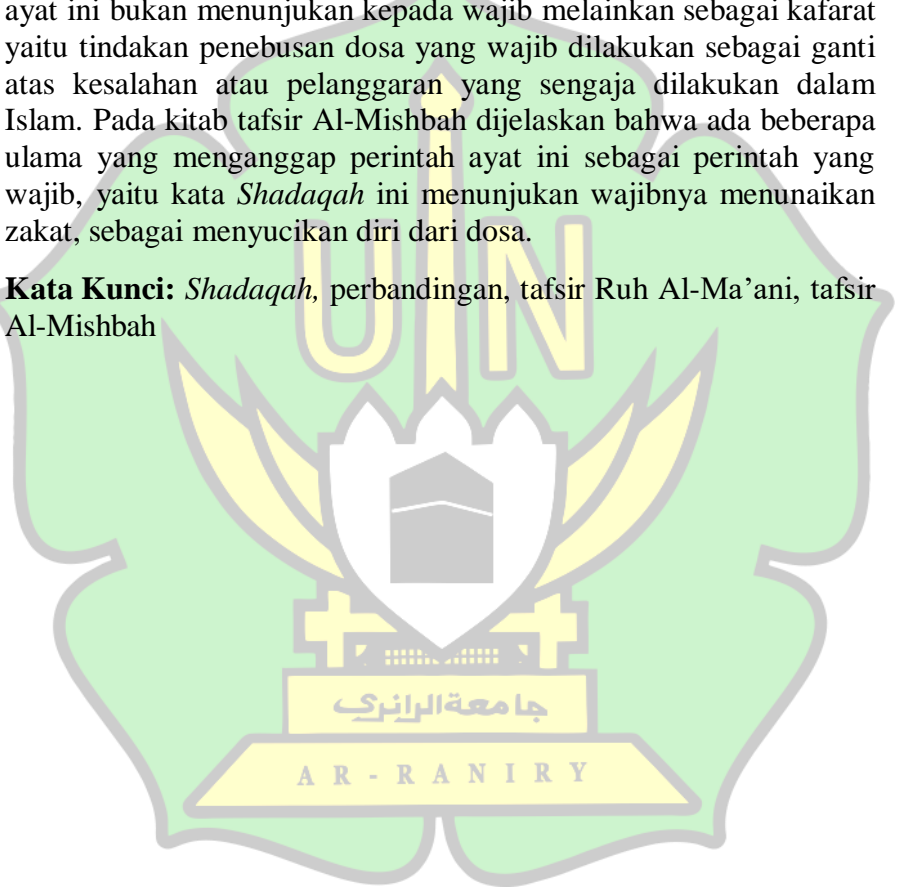 ayat ini bukan menunjukan kepada wajib melainkan sebagai kafarat
yaitu tindakan penebusan dosa yang wajib dilakukan sebagai ganti
atas kesalahan atau pelanggaran yang sengaja dilakukan dalam
Islam. Pada kitab tafsir Al-Mishbah dijelaskan bahwa ada beberapa
ulama yang menganggap perintah ayat ini sebagai perintah yang
wajib, yaitu kata Shadaqah ini menunjukan wajibnya menunaikan
zakat, sebagai menyucikan diri dari dosa.
Kata Kunci: Shadaqah, perbandingan, tafsir Ruh Al-Ma’ani, tafsir
Al-Mishbah
UIN
جامعةالرانري
AR-RANIRY